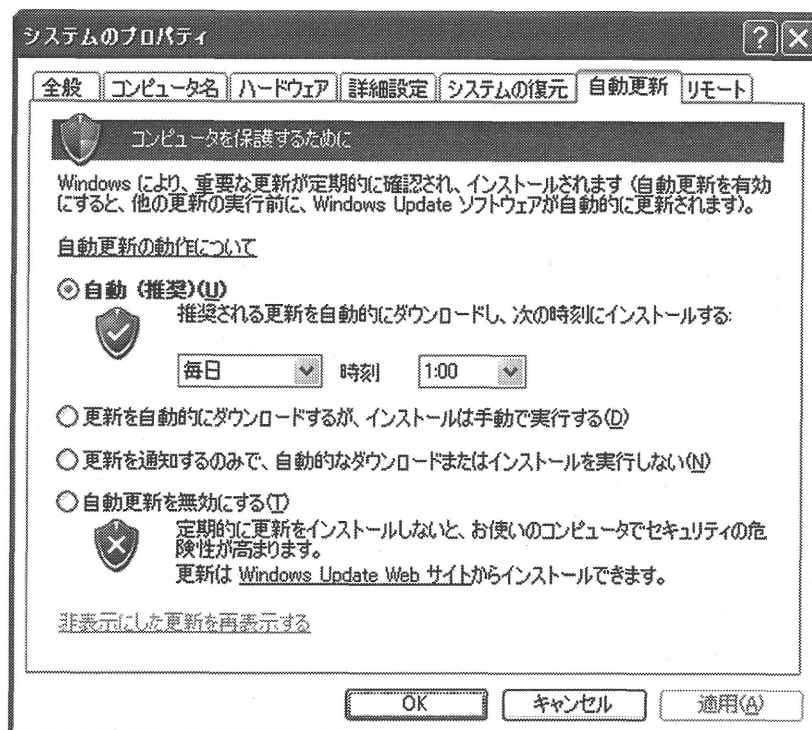 システムのプロパティ
全般 コンピュータ名 ハードウェア 詳細設定 システムの復元 自動更新 リモート
コンピュータを保護するために
Windows により、重要な更新が定期的に確認され、インストールされます (自動更新を有効
にすると、他の更新の実行前に、Windows Update ソフトウェアが自動的に更新されます)。
自動更新の動作について
自動 (推奨)(U)
推奨される更新を自動的にダウンロードし、次の時刻にインストールする:
毎日 時刻 1:00
更新を自動的にダウンロードするが、インストールは手動で実行する(D)
更新を通知するのみで、自動的なダウンロードまたはインストールを実行しない(N)
自動更新を無効にする(T)
定期的に更新をインストールしないと、お使いのコンピュータでセキュリティの危
険性が高まります。
更新は Windows Update Web サイトからインストールできます。
非表示にした更新を再表示する
OK キャンセル 適用(A)